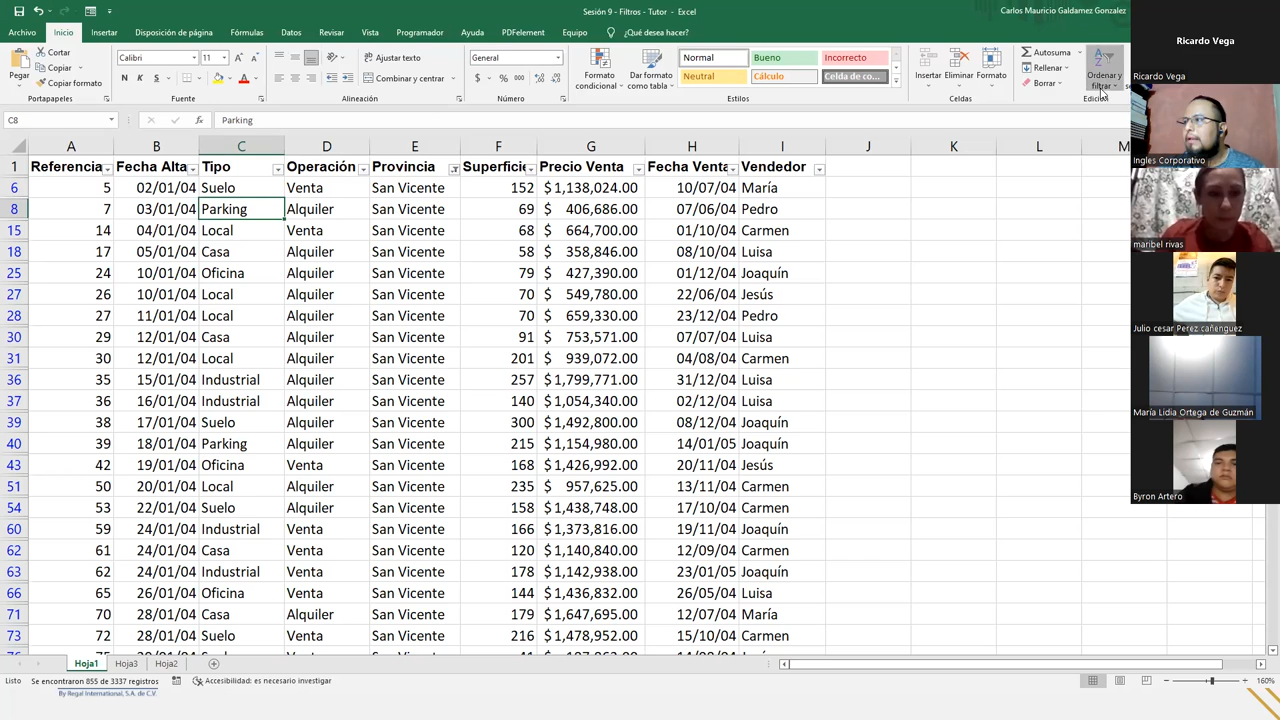 Sesión 9 - Filtros - Tutor - Excel
Carlos Mauricio Galdamez Gonzalez
Archivo Inicio Insertar Disposición de página Fórmulas Datos Revisar Vista Programador Ayuda PDFelement Equipo ¿Qué desea hacer?
Pegar
Cortar
Copiar
Copiar formato
Portapapeles
Calibri 11
N K S
Fuente
Ajustar texto
Combinar y centrar
Alineación
General
Número
Formato condicional
Dar formato como tabla
Normal Bueno Incorrecto
Neutral Cálculo Celda de co...
Estilos
Insertar Eliminar Formato
Celdas
Autosuma
Rellenar
Borrar
Ordenar y filtrar
C8 Parking
A B C D E F G H I J K L M
1 Referencia Fecha Alta Tipo Operación Provincia Superficie Precio Venta Fecha Venta Vendedor
6 5 02/01/04 Suelo Venta San Vicente 152 $1,138,024.00 10/07/04 María
8 7 03/01/04 Parking Alquiler San Vicente 69 $ 406,686.00 07/06/04 Pedro
15 14 04/01/04 Local Venta San Vicente 68 $ 664,700.00 01/10/04 Carmen
18 17 05/01/04 Casa Alquiler San Vicente 58 $ 358,846.00 08/10/04 Luisa
25 24 10/01/04 Oficina Alquiler San Vicente 79 $ 427,390.00 01/12/04 Joaquín
27 26 10/01/04 Local Alquiler San Vicente 70 $ 549,780.00 22/06/04 Jesús
28 27 11/01/04 Local Alquiler San Vicente 70 $ 659,330.00 23/12/04 Pedro
30 29 12/01/04 Casa Alquiler San Vicente 91 $ 753,571.00 07/07/04 Luisa
31 30 12/01/04 Local Alquiler San Vicente 201 $ 939,072.00 04/08/04 Carmen
36 35 15/01/04 Industrial Alquiler San Vicente 257 $1,799,771.00 31/12/04 Luisa
37 36 16/01/04 Industrial Alquiler San Vicente 140 $1,054,340.00 02/12/04 Luisa
39 38 17/01/04 Suelo Alquiler San Vicente 300 $1,492,800.00 08/12/04 Joaquín
40 39 18/01/04 Parking Alquiler San Vicente 215 $1,154,980.00 14/01/05 Joaquín
43 42 19/01/04 Oficina Venta San Vicente 168 $1,426,992.00 20/11/04 Jesús
51 50 20/01/04 Local Alquiler San Vicente 235 $ 957,625.00 15/11/04 Carmen
54 53 22/01/04 Suelo Alquiler San Vicente 158 $1,438,748.00 17/10/04 Carmen
60 59 24/01/04 Industrial Venta San Vicente 166 $1,373,816.00 19/11/04 Joaquín
62 61 24/01/04 Casa Venta San Vicente 120 $1,140,840.00 12/09/04 Carmen
63 62 24/01/04 Industrial Venta San Vicente 178 $1,142,938.00 23/01/05 Joaquín
66 65 26/01/04 Oficina Venta San Vicente 144 $1,436,832.00 26/05/04 Luisa
71 70 28/01/04 Casa Alquiler San Vicente 179 $1,647,695.00 12/07/04 María
73 72 28/01/04 Suelo Venta San Vicente 216 $1,478,952.00 15/10/04 Carmen
Hoja1 Hoja3 Hoja2
Listo Se encontraron 855 de 3337 registros Accesibilidad: es necesario investigar 160%
By Regal International, S.A. de C.V.
Ricardo Vega
Ricardo Vega
Ingles Corporativo
maribel rivas
Julio cesar Perez cañenguez
María Lidia Ortega de Guzmán
Byron Artero